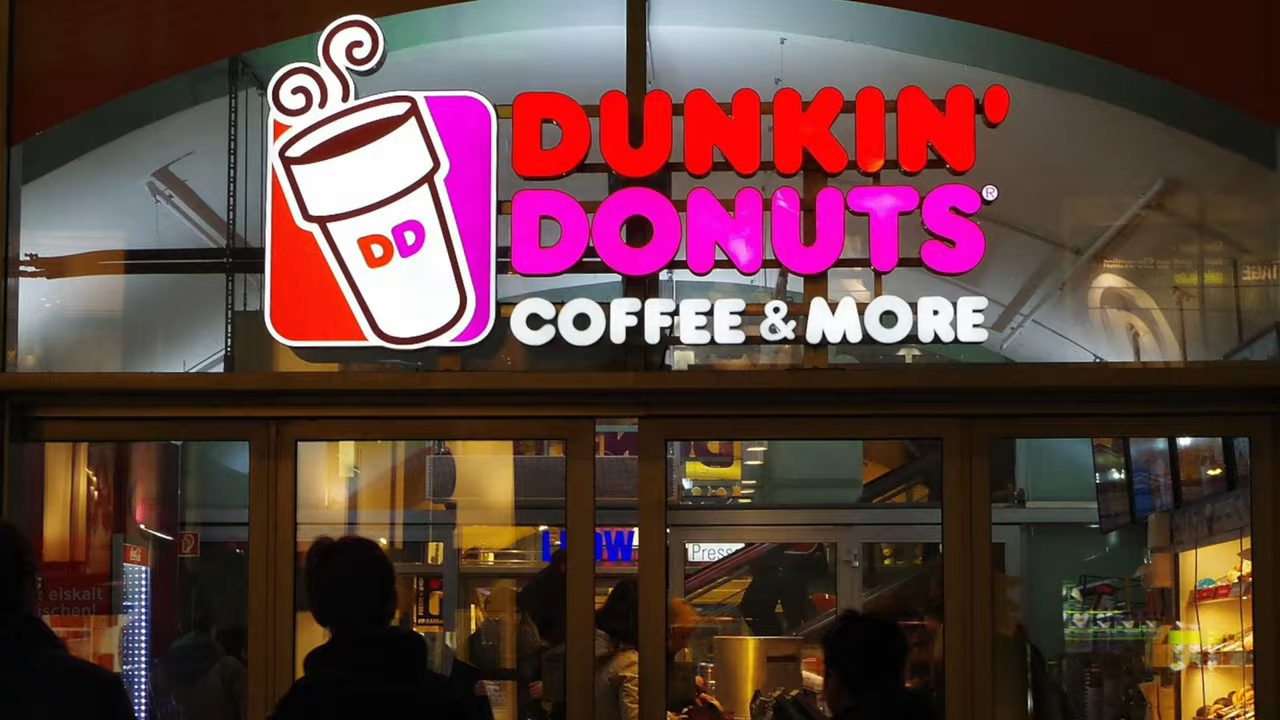 DUNKIN'
DONUTS®
DD
COFFEE & MORE
Presse
t eiskalt
ischen!